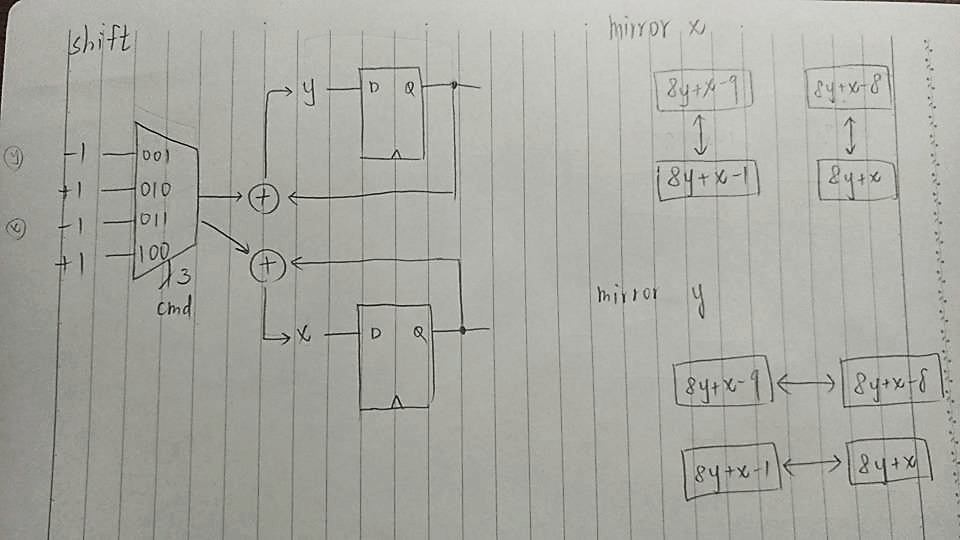 shift
y -1 001
+1 010
x -1 011
+1 100
3
cmd
y D Q
x D Q
mirror x
8y+x-9 8y+x-8
8y+x-1 8y+x
mirror y
8y+x-9 8y+x-8
8y+x-1 8y+x